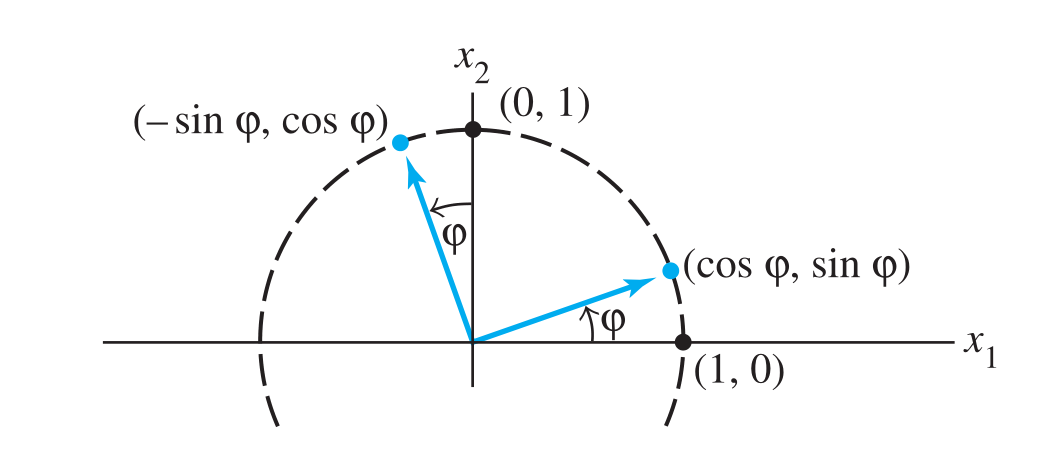 x₂
(0, 1)
(–sin φ, cos φ)
φ
(cos φ, sin φ)
φ
x₁
(1, 0)